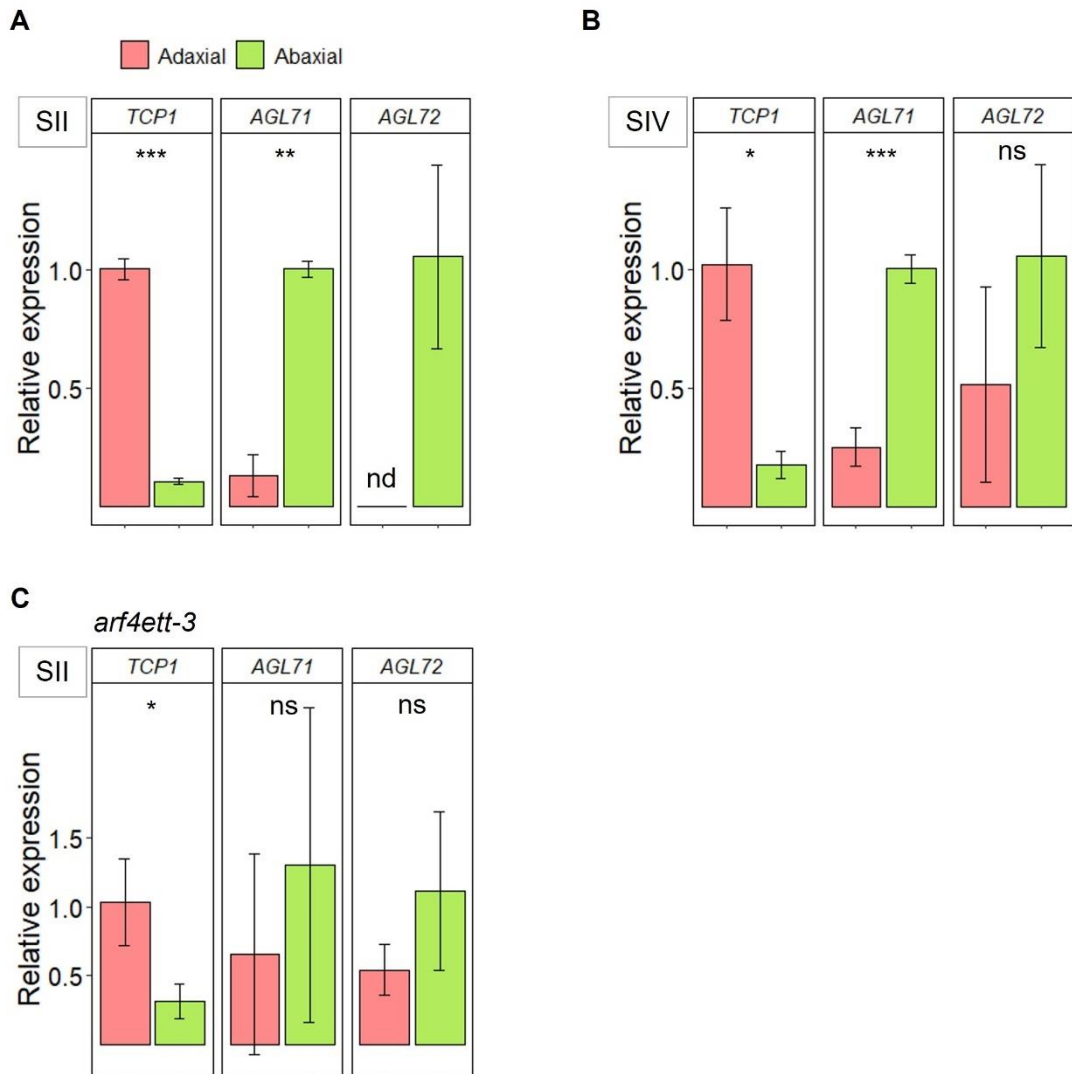 A
Adaxial Abaxial
SII
TCP1 AGL71 AGL72
*** **
Relative expression
1.0
0.5
nd
B
SIV
TCP1 AGL71 AGL72
* *** ns
Relative expression
1.0
0.5
C
arf4ett-3
SII
TCP1 AGL71 AGL72
* ns ns
Relative expression
1.5
1.0
0.5